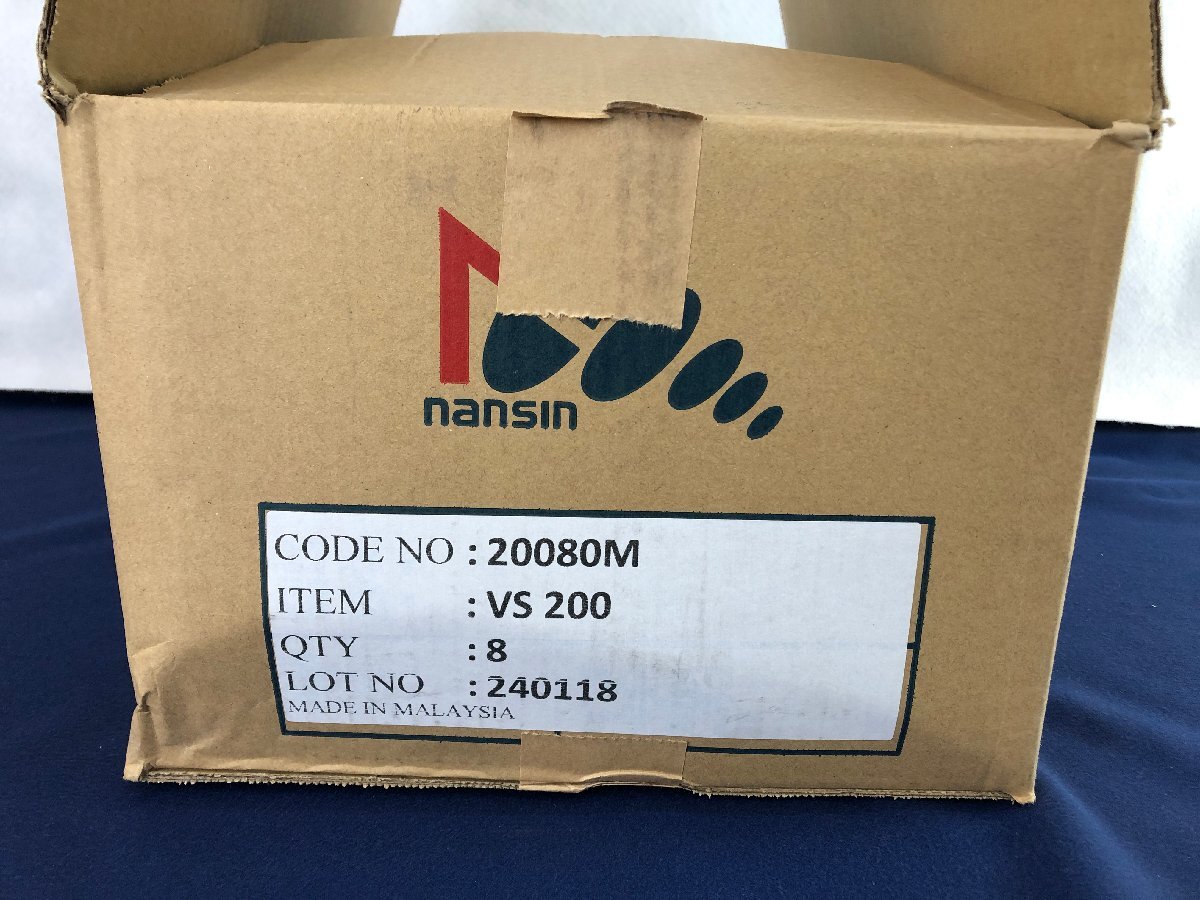 nansin
CODE NO : 20080M
ITEM : VS 200
QTY : 8
LOT NO : 240118
MADE IN MALAYSIA